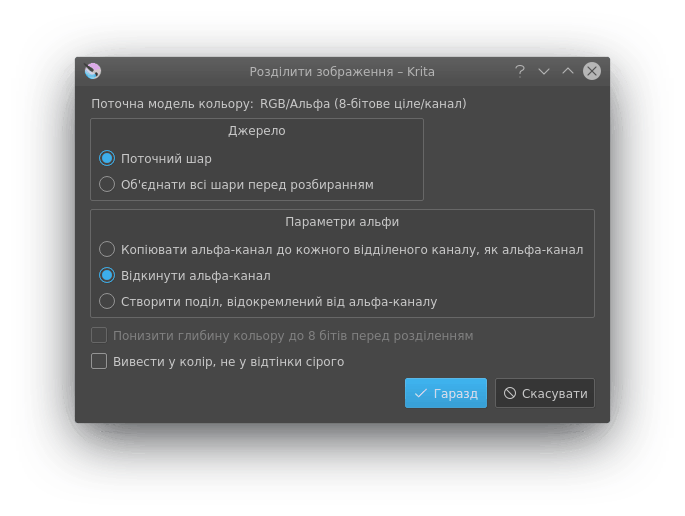 Розділити зображення – Krita
Поточна модель кольору: RGB/Альфа (8-бітове ціле/канал)
Джерело
Поточний шар
Об'єднати всі шари перед розбиранням
Параметри альфи
Копіювати альфа-канал до кожного відділеного каналу, як альфа-канал
Відкинути альфа-канал
Створити поділ, відокремлений від альфа-каналу
Понизити глибину кольору до 8 бітів перед розділенням
Вивести у колір, не у відтінки сірого
Гаразд
Скасувати